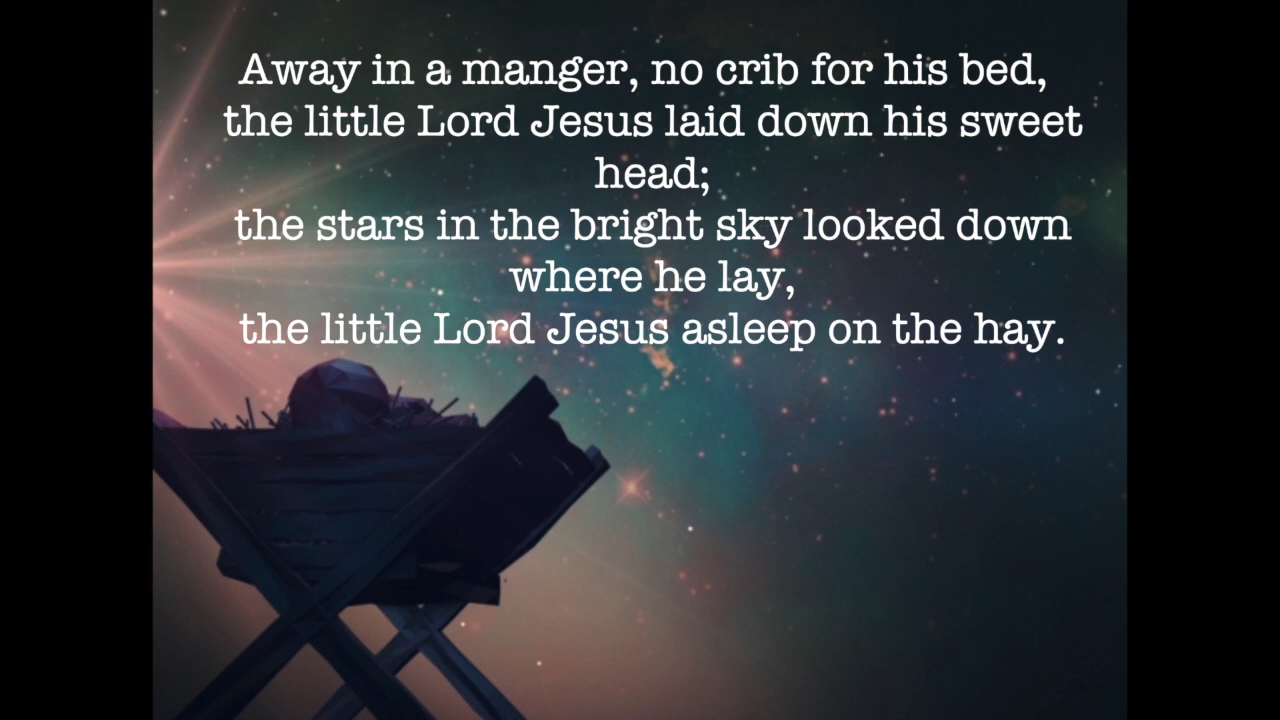 Away in a manger, no crib for his bed,
the little Lord Jesus laid down his sweet
head;
the stars in the bright sky looked down
where he lay,
the little Lord Jesus asleep on the hay.